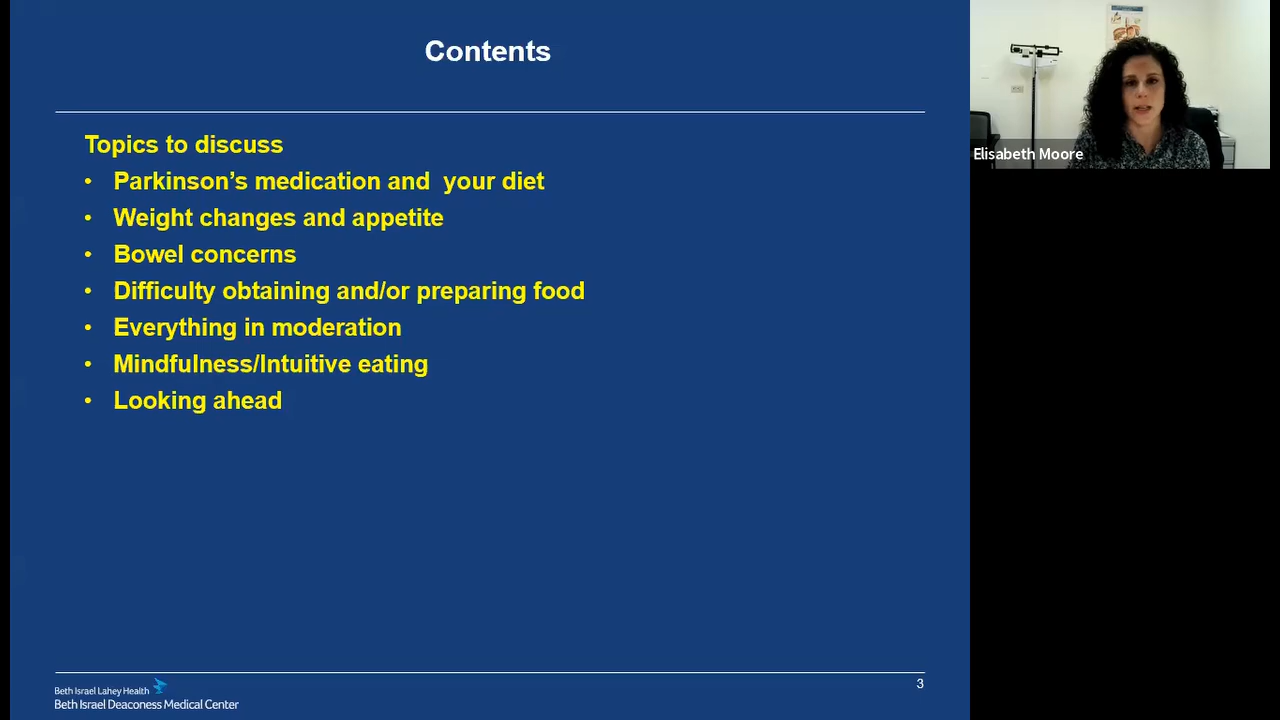 Contents
Topics to discuss
• Parkinson’s medication and  your diet
• Weight changes and appetite
• Bowel concerns
• Difficulty obtaining and/or preparing food
• Everything in moderation
• Mindfulness/Intuitive eating
• Looking ahead
Beth Israel Lahey Health
Beth Israel Deaconess Medical Center
3
Elisabeth Moore